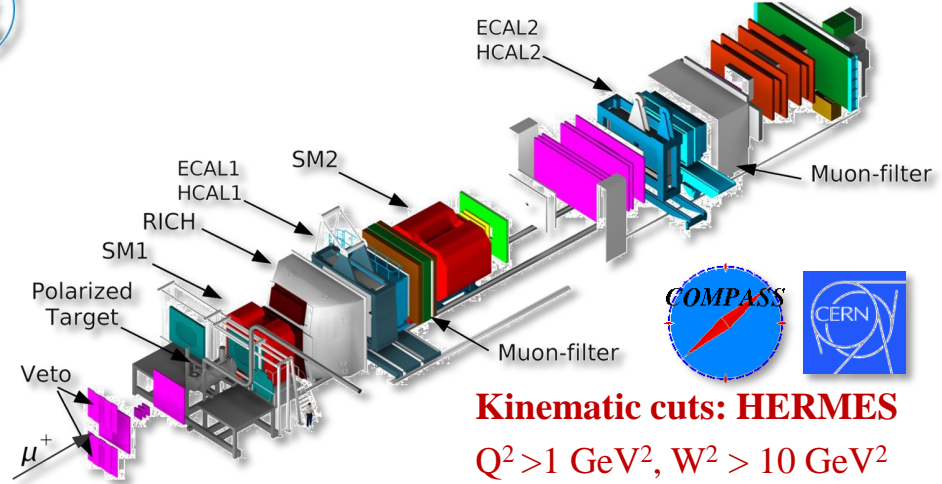 ECAL2
HCAL2
Muon-filter
SM2
ECAL1
HCAL1
RICH
SM1
Polarized
Target
Veto
μ⁺
Muon-filter
COMPASS
CERN
Kinematic cuts: HERMES
Q² >1 GeV², W² > 10 GeV²